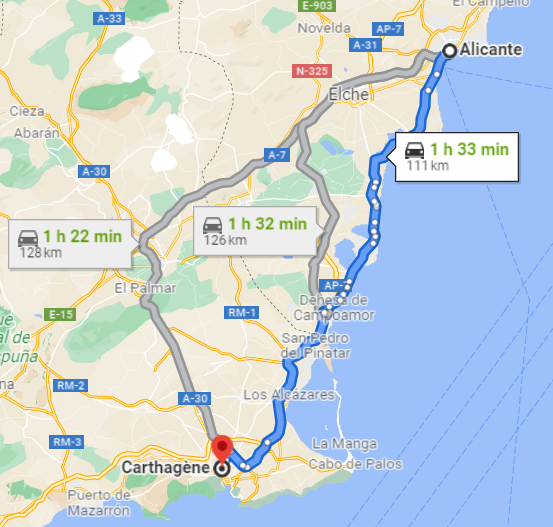 E-903
El Campello
A-33
Novelda
AP-7
A-31
Alicante
N-325
Elche
Cieza
Abarán
A-7
1 h 33 min
111 km
A-30
1 h 32 min
126 km
1 h 22 min
128 km
El Palmar
AP-7
Dehesa de
Campoamor
E-15
RM-1
San Pedro
del Pinatar
RM-2
A-30
Los Alcázares
RM-3
La Manga
Carthagène
Cabo de Palos
Puerto de
Mazarrón